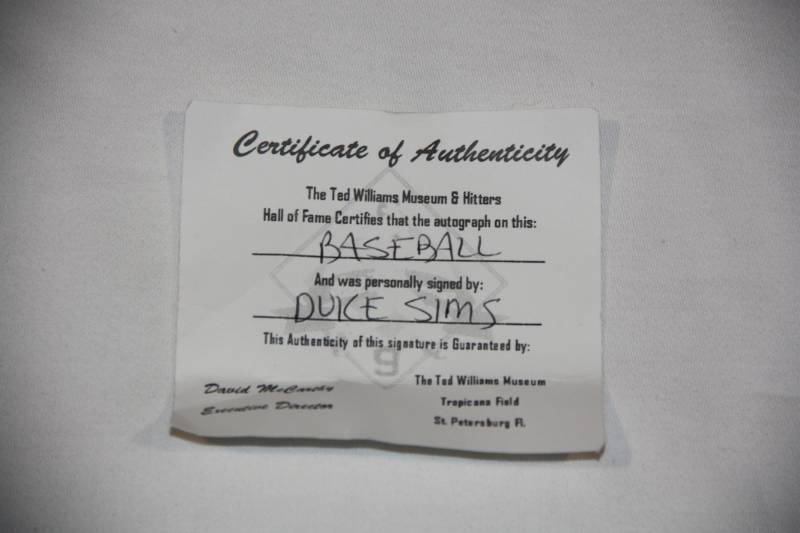 Certificate of Authenticity
The Ted Williams Museum & Hitters
Hall of Fame Certifies that the autograph on this:
BASEBALL
And was personally signed by:
DUKE SIMS
This Authenticity of this signature is Guaranteed by:
9
David McCarthy
Executive Director
The Ted Williams Museum
Tropicana Field
St. Petersburg Fl.